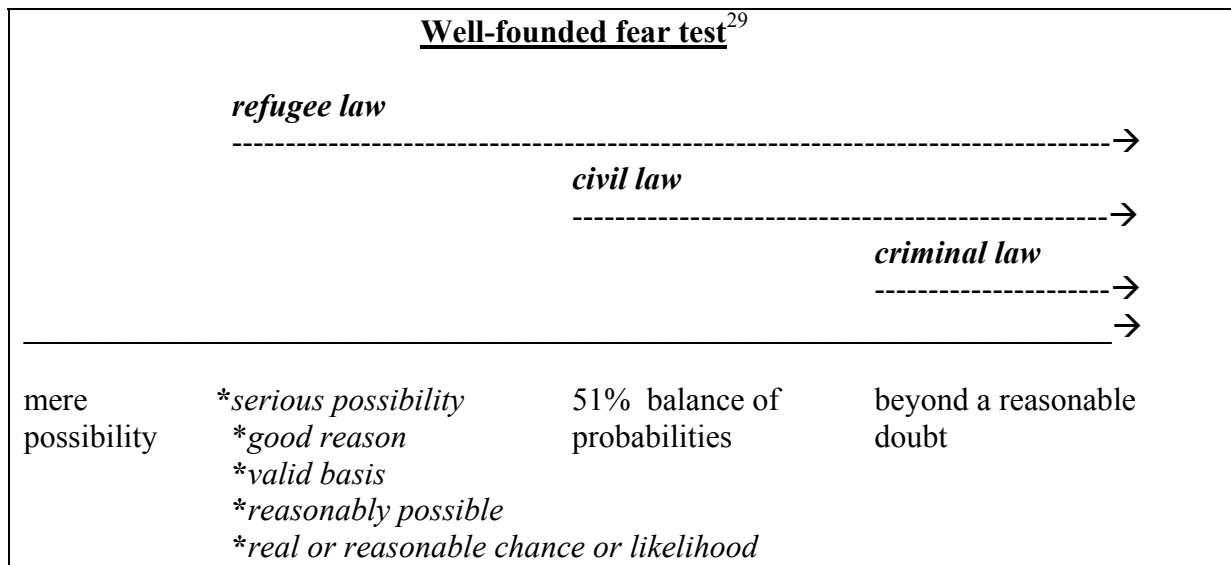 Well-founded fear test29
refugee law
civil law
criminal law
mere possibility
*serious possibility
*good reason
*valid basis
*reasonably possible
*real or reasonable chance or likelihood
51% balance of
probabilities
beyond a reasonable
doubt